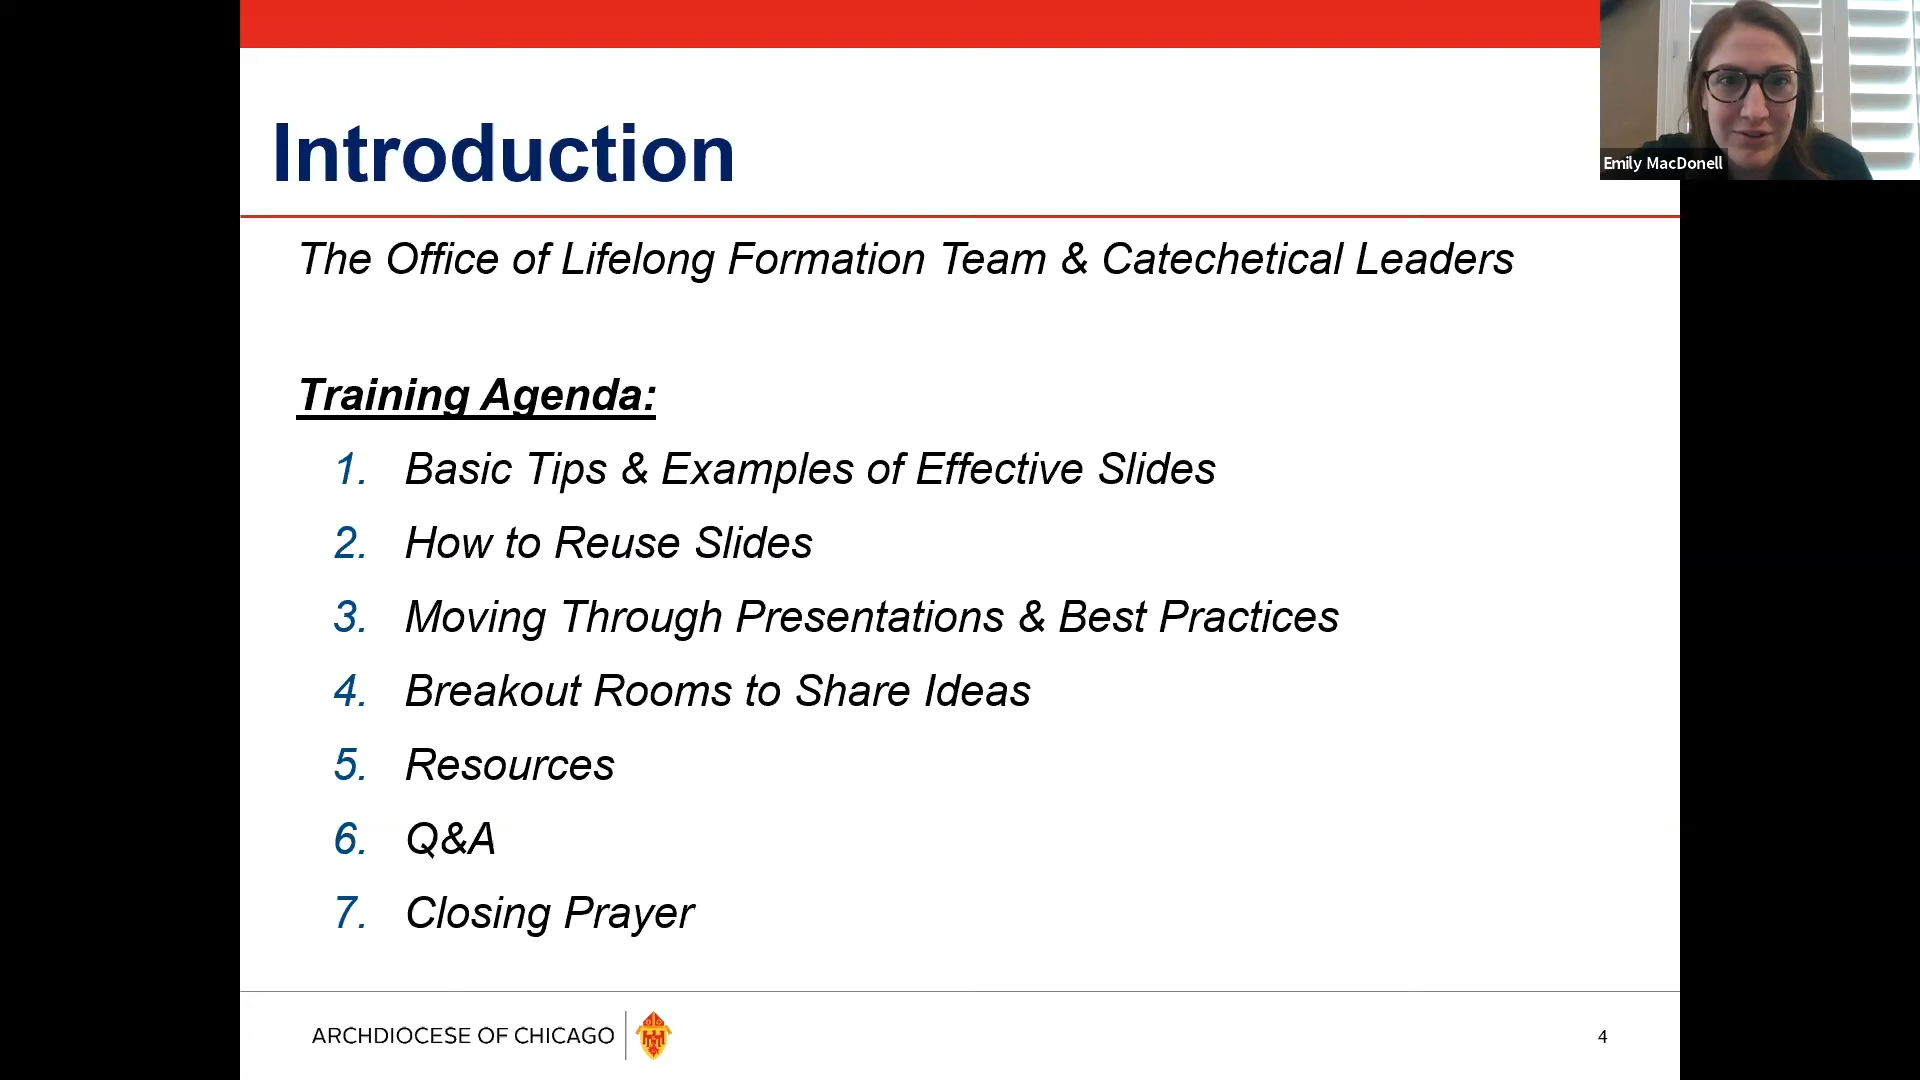 Introduction
Emily MacDonell
The Office of Lifelong Formation Team & Catechetical Leaders
Training Agenda:
1. Basic Tips & Examples of Effective Slides
2. How to Reuse Slides
3. Moving Through Presentations & Best Practices
4. Breakout Rooms to Share Ideas
5. Resources
6. Q&A
7. Closing Prayer
ARCHDIOCESE OF CHICAGO
4